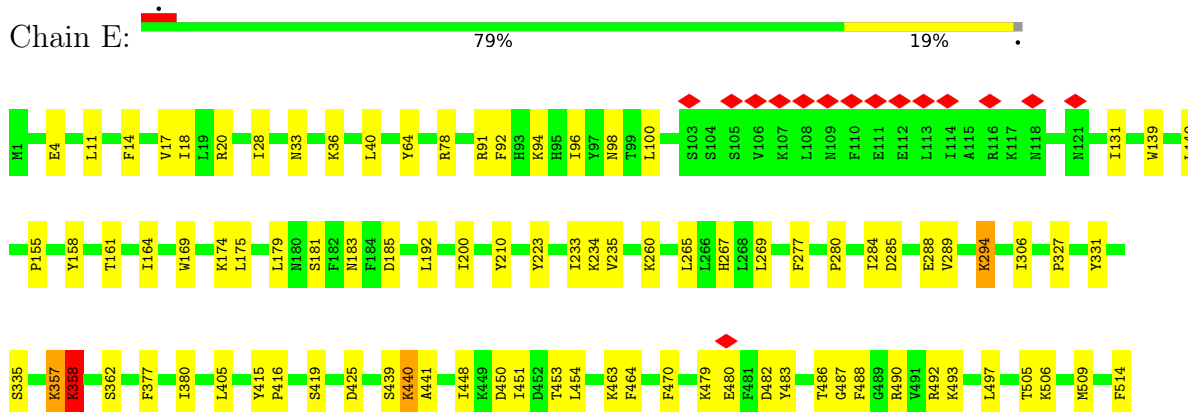 Chain E:
79% 19%
M1 E4 L11 F14 V17 I18 L19 R20 I28 N33 K36 L40 Y64 R78 R91 F92 H93 K94 H95 I96 Y97 N98 T99 L100 S103 S104 S105 V106 K107 L108 N109 F110 E111 E112 L113 I114 A115 R116 K117 N118 N121 I131 W139
P155 Y158 T161 I164 W169 K174 L175 L179 N180 S181 F182 N183 F184 D185 L192 I200 Y210 Y223 I233 K234 V235 K260 L265 L266 H267 L268 L269 F277 P280 I284 D285 E288 V289 K294 I306 P327 Y331
S335 K357 K358 S362 F377 I380 L405 Y415 P416 S419 D425 S439 K440 A441 I448 K449 D450 I451 D452 T453 L454 K463 F464 F470 K479 E480 F481 D482 Y483 T486 G487 F488 G489 R490 V491 R492 K493 L497 T505 K506 M509 F514